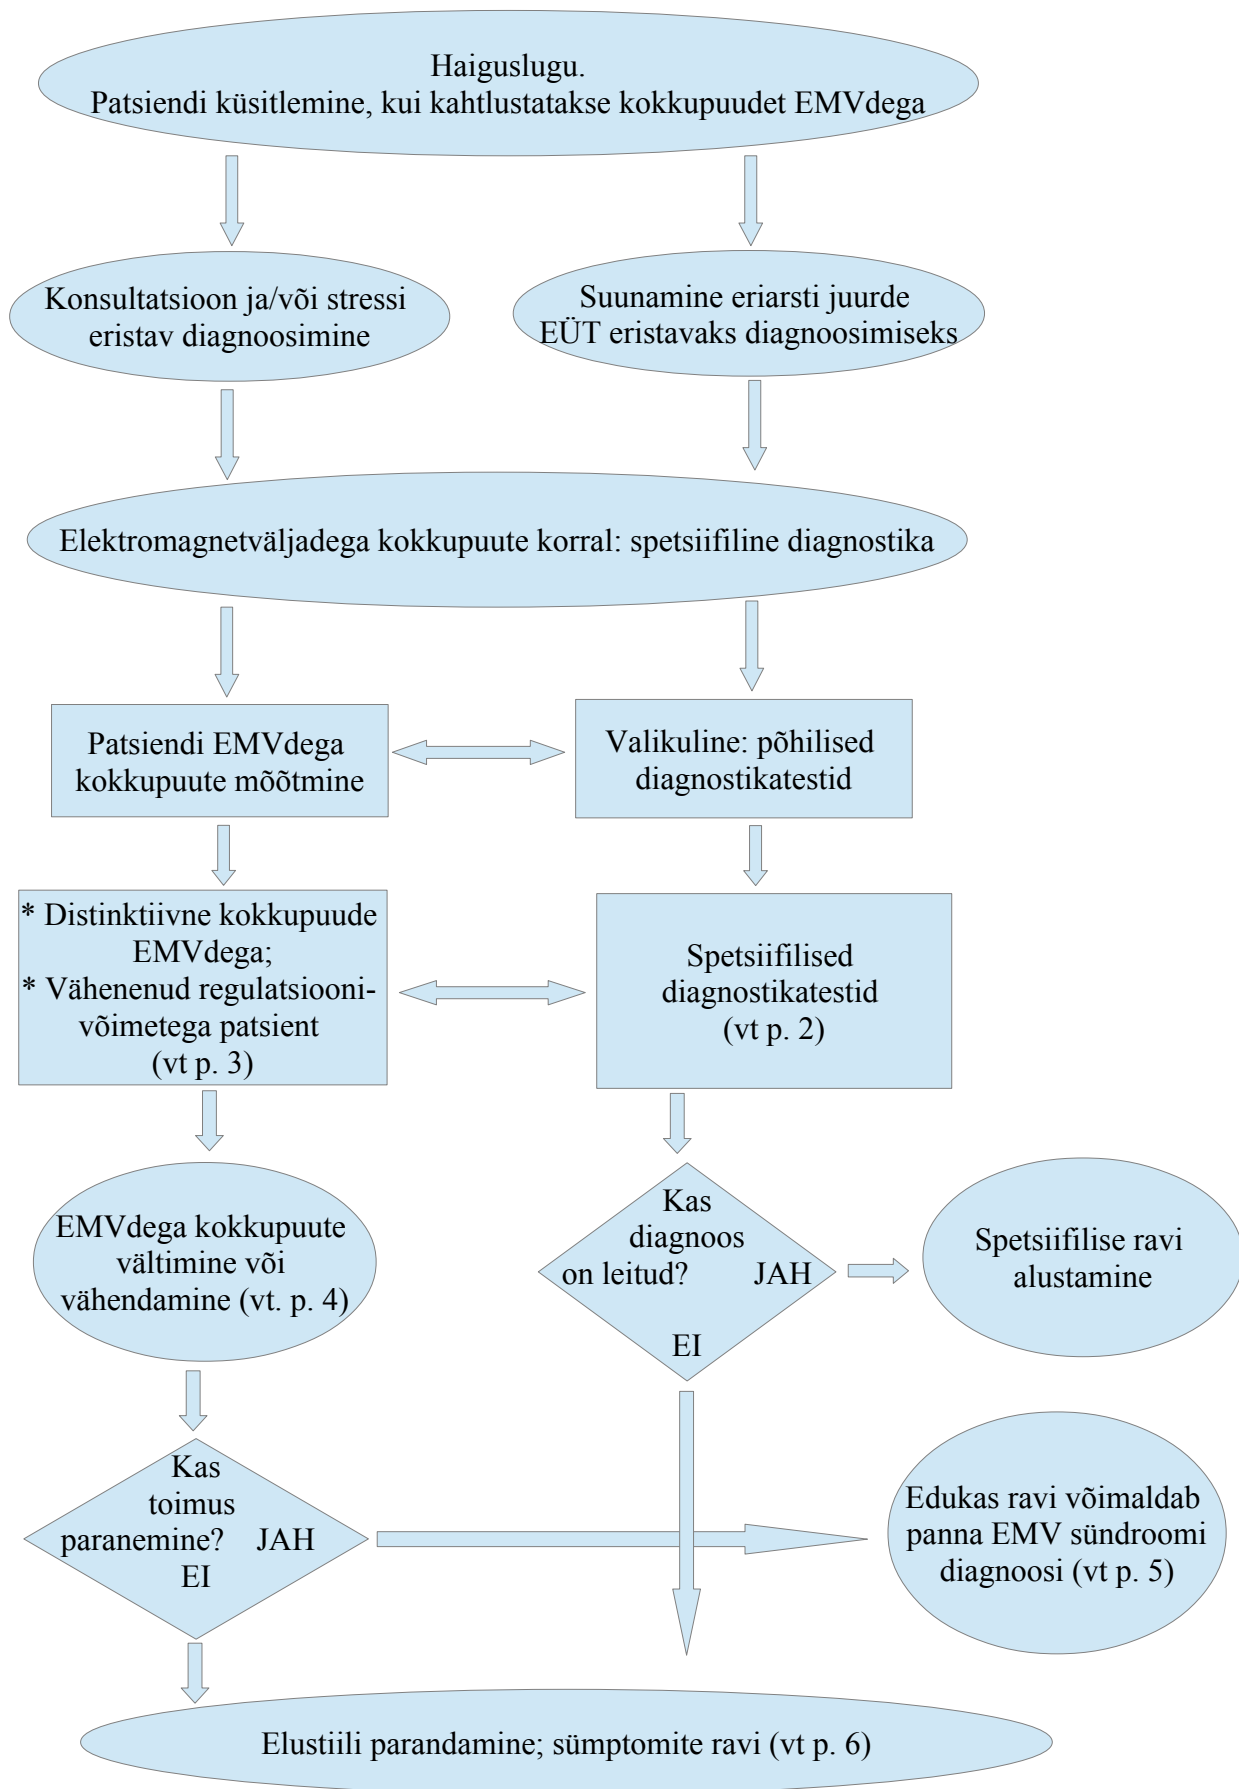 Haiguslugu.
Patsiendi küsitlemine, kui kahtlustatakse kokkupuudet EMVdega
Konsultatsioon ja/või stressi
eristav diagnoosimine
Suunamine eriarsti juurde
EÜT eristavaks diagnoosimiseks
Elektromagnetväljadega kokkupuute korral: spetsiifiline diagnostika
Patsiendi EMVdega
kokkupuute mõõtmine
Valikuline: põhilised
diagnostikatestid
* Distinktiivne kokkupuude
EMVdega;
* Vähenenud regulatsiooni-
võimetega patsient
(vt p. 3)
Spetsiifilised
diagnostikatestid
(vt p. 2)
EMVdega kokkupuute
vältimine või
vähendamine (vt. p. 4)
Kas
diagnoos
on leitud? JAH
EI
Spetsiifilise ravi
alustamine
Kas
toimus
paranemine? JAH
EI
Edukas ravi võimaldab
panna EMV sündroomi
diagnoosi (vt p. 5)
Elustiili parandamine; sümptomite ravi (vt p. 6)